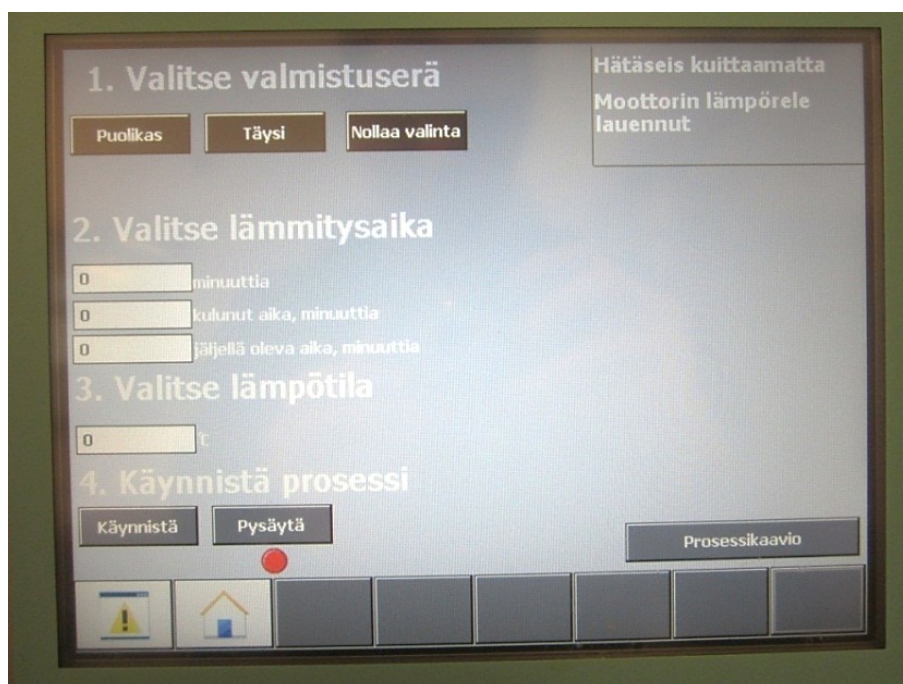 1. Valitse valmistuserä
Puolikas
Täysi
Nollaa valinta
Hätäseis kuittaamatta
Moottorin lämpörele
lauennut
2. Valitse lämmitysaika
0 minuuttia
0 kulunut aika, minuuttia
0 jäljellä oleva aika, minuuttia
3. Valitse lämpötila
0 °C
4. Käynnistä prosessi
Käynnistä
Pysäytä
Prosessikaavio